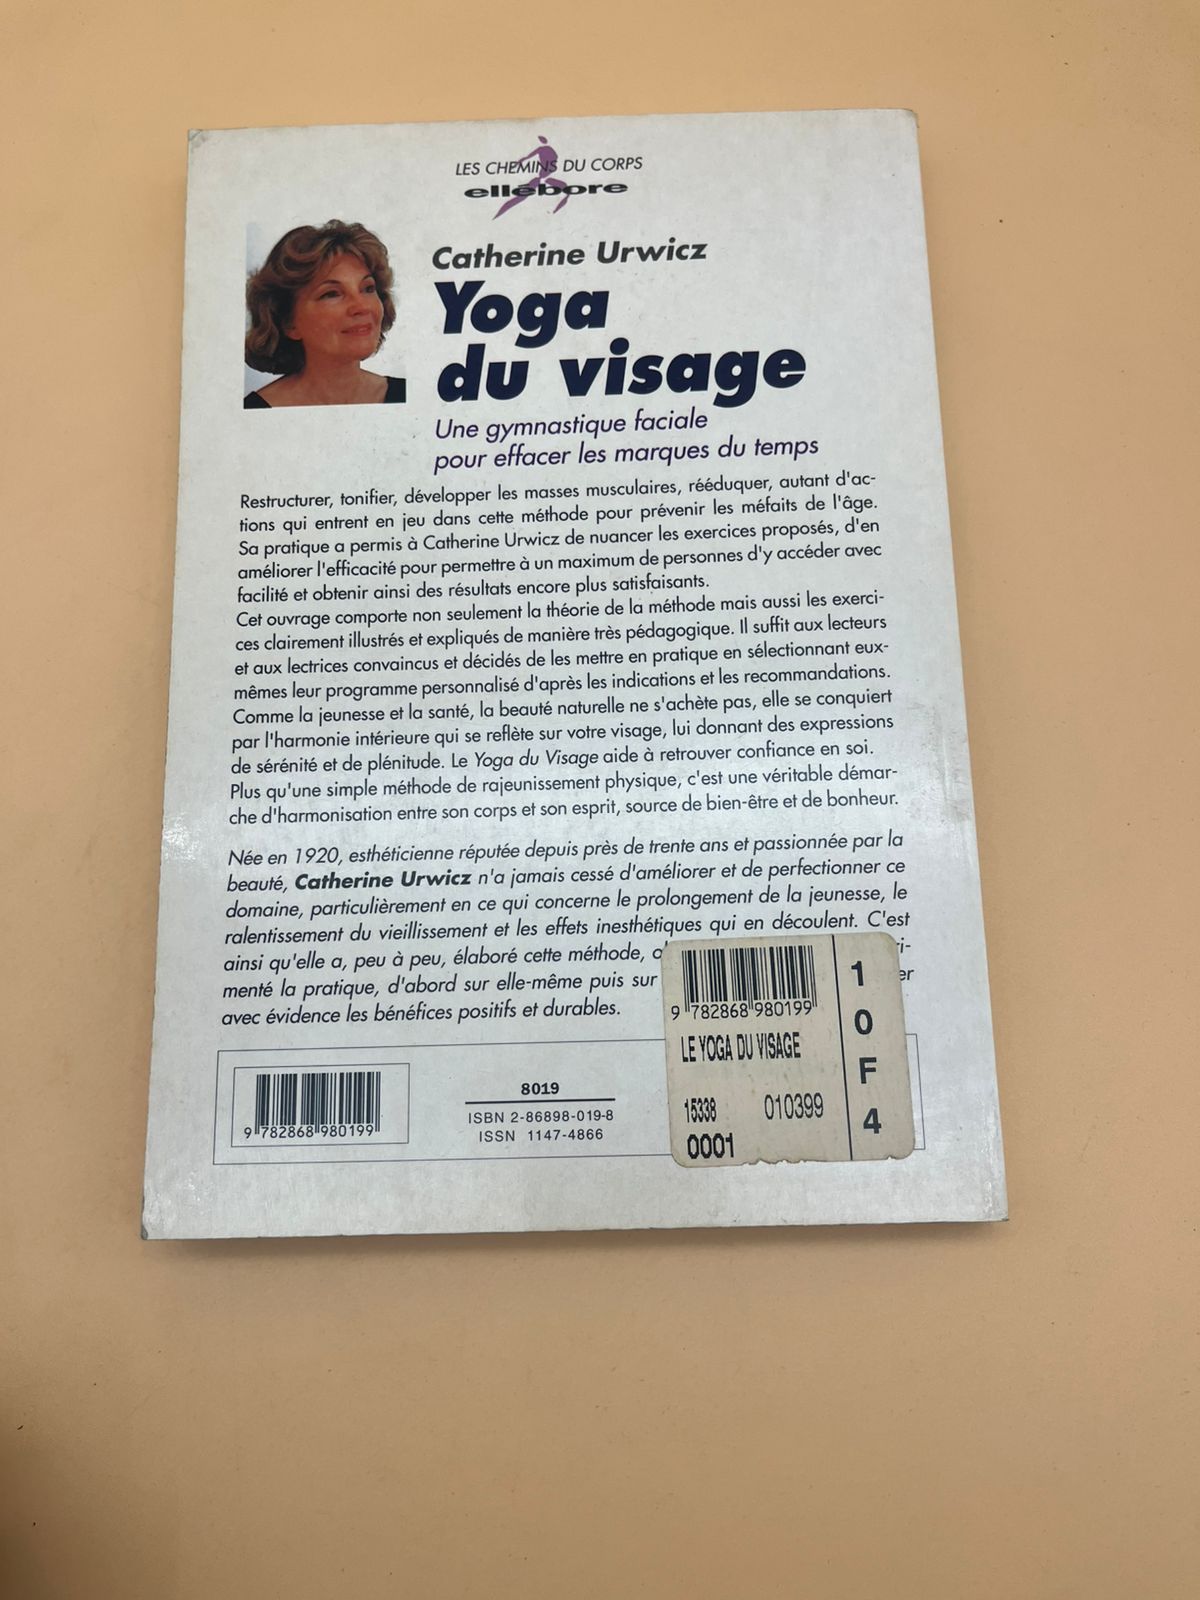 LES CHEMINS DU CORPS
ellébore
Catherine Urwicz
Yoga
du visage
Une gymnastique faciale
pour effacer les marques du temps
Restructurer, tonifier, développer les masses musculaires, rééduquer, autant d'ac-
tions qui entrent en jeu dans cette méthode pour prévenir les méfaits de l'âge.
Sa pratique a permis à Catherine Urwicz de nuancer les exercices proposés, d'en
améliorer l'efficacité pour permettre à un maximum de personnes d'y accéder avec
facilité et obtenir ainsi des résultats encore plus satisfaisants.
Cet ouvrage comporte non seulement la théorie de la méthode mais aussi les exerci-
ces clairement illustrés et expliqués de manière très pédagogique. Il suffit aux lecteurs
et aux lectrices convaincus et décidés de les mettre en pratique en sélectionnant eux-
mêmes leur programme personnalisé d'après les indications et les recommandations.
Comme la jeunesse et la santé, la beauté naturelle ne s'achète pas, elle se conquiert
par l'harmonie intérieure qui se reflète sur votre visage, lui donnant des expressions
de sérénité et de plénitude. Le Yoga du Visage aide à retrouver confiance en soi.
Plus qu'une simple méthode de rajeunissement physique, c'est une véritable démar-
che d'harmonisation entre son corps et son esprit, source de bien-être et de bonheur.
Née en 1920, esthéticienne réputée depuis près de trente ans et passionnée par la
beauté, Catherine Urwicz n'a jamais cessé d'améliorer et de perfectionner ce
domaine, particulièrement en ce qui concerne le prolongement de la jeunesse, le
ralentissement du vieillissement et les effets inesthétiques qui en découlent. C'est
ainsi qu'elle a, peu à peu, élaboré cette méthode, ri-
menté la pratique, d'abord sur elle-même puis sur er
avec évidence les bénéfices positifs et durables.
9 782868 980199
LE YOGA DU VISAGE
15338 010399
0001
1
0
F
4
9 782868 980199
8019
ISBN 2-86898-019-8
ISSN 1147-4866